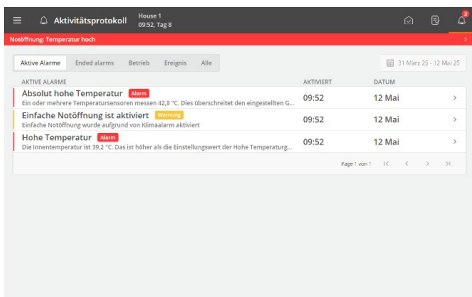 Aktivitätsprotokoll
House 1
09:52, Tag 8
Notöffnung: Temperatur hoch
Aktive Alarme Ended alarms Betrieb Ereignis Alle
31 März 25 - 12 Mai 25
AKTIVE ALARME AKTIVIERT DATUM
Absolut hohe Temperatur Alarm 09:52 12 Mai
Ein oder mehrere Temperatursensoren messen 42,8 °C. Dies überschreitet den eingestellten G...
Einfache Notöffnung ist aktiviert Warnung 09:52 12 Mai
Einfache Notöffnung wurde aufgrund von Klimaalarm aktiviert
Hohe Temperatur Alarm 09:52 12 Mai
Die Innentemperatur ist 39,2 °C. Das ist höher als die Einstellungswert der Hohe Temperaturg...
Page 1 von 1